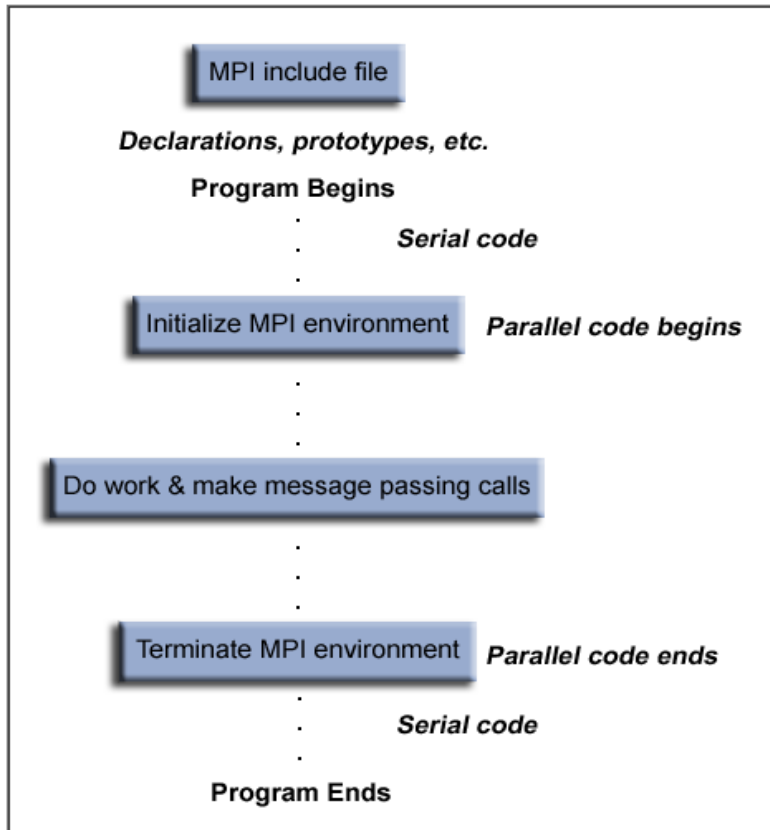 MPI include file
Declarations, prototypes, etc.
Program Begins
Serial code
Initialize MPI environment
Parallel code begins
Do work & make message passing calls
Terminate MPI environment
Parallel code ends
Serial code
Program Ends